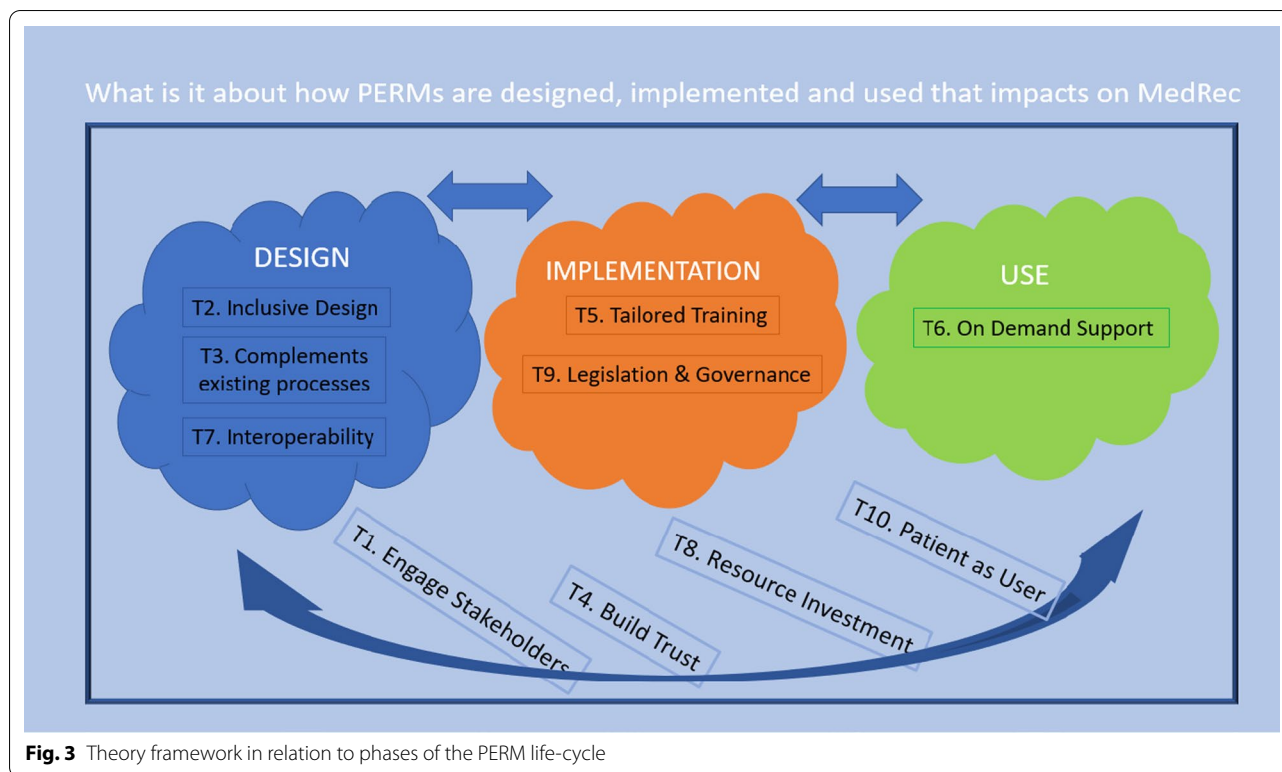 What is it about how PERMs are designed, implemented and used that impacts on MedRec
DESIGN
T2. Inclusive Design
T3. Complements
existing processes
T7. Interoperability
IMPLEMENTATION
T5. Tailored Training
T9. Legislation & Governance
USE
T6. On Demand Support
T1. Engage Stakeholders
T4. Build Trust
T8. Resource Investment
T10. Patient as User
Fig. 3 Theory framework in relation to phases of the PERM life-cycle